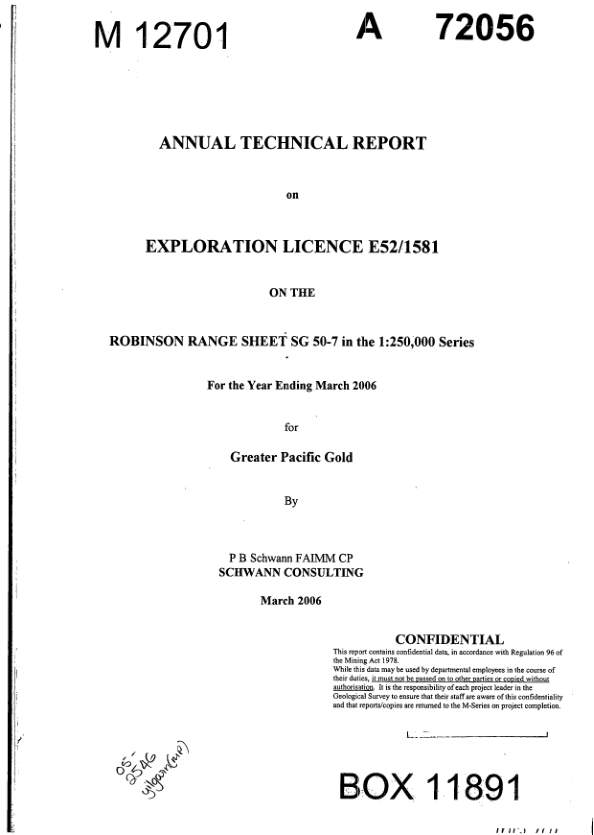 M 12701
A 72056
ANNUAL TECHNICAL REPORT
on
EXPLORATION LICENCE E52/1581
ON THE
ROBINSON RANGE SHEET SG 50-7 in the 1:250,000 Series
For the Year Ending March 2006
for
Greater Pacific Gold
By
P B Schwann FAIMM CP
SCHWANN CONSULTING
March 2006
CONFIDENTIAL
This report contains confidential data, in accordance with Regulation 96 of
the Mining Act 1978.
While this data may be used by departmental employees in the course of
their duties, it must not be passed on to other parties or copied without
authorisation. It is the responsibility of each project leader in the
Geological Survey to ensure that their staff are aware of this confidentiality
and that reports/copies are returned to the M-Series on project completion.
05-
2546
yilgarn(MP)
BOX 11891